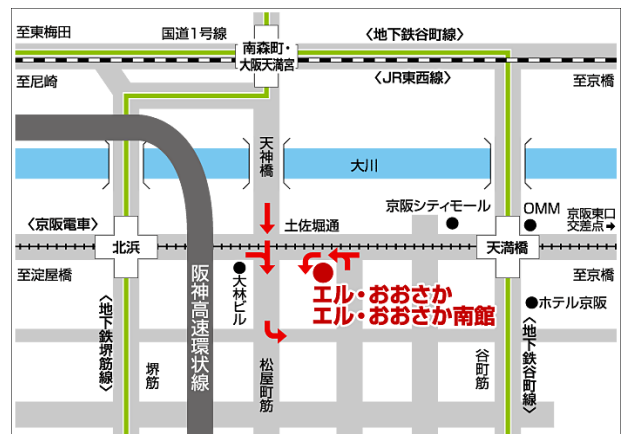 至東梅田
国道1号線
南森町・
大阪天満宮
〈地下鉄谷町線〉
至尼崎
〈JR東西線〉
至京橋
天神橋
大川
〈京阪電車〉
北浜
土佐堀通
京阪シティモール
OMM
京阪東口
交差点➡
天満橋
至淀屋橋
大林ビル
エル・おおさか
エル・おおさか南館
至京橋
ホテル京阪
阪神高速環状線
〈地下鉄堺筋線〉
堺筋
松屋町筋
谷町筋
〈地下鉄谷町線〉